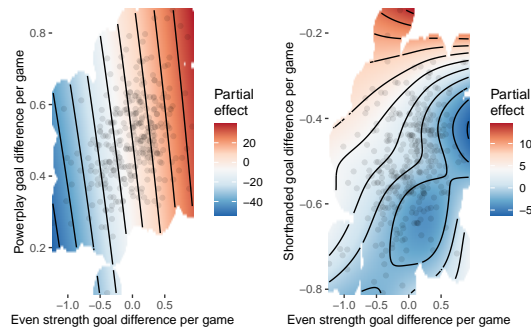 Powerplay goal difference per game
0.8
0.6
0.4
0.2
−1.0 −0.5 0.0 0.5
Even strength goal difference per game
Partial
effect
20
0
−20
−40
Shorthanded goal difference per game
−0.2
−0.4
−0.6
−0.8
−1.0 −0.5 0.0 0.5
Even strength goal difference per game
Partial
effect
10
5
0
−5